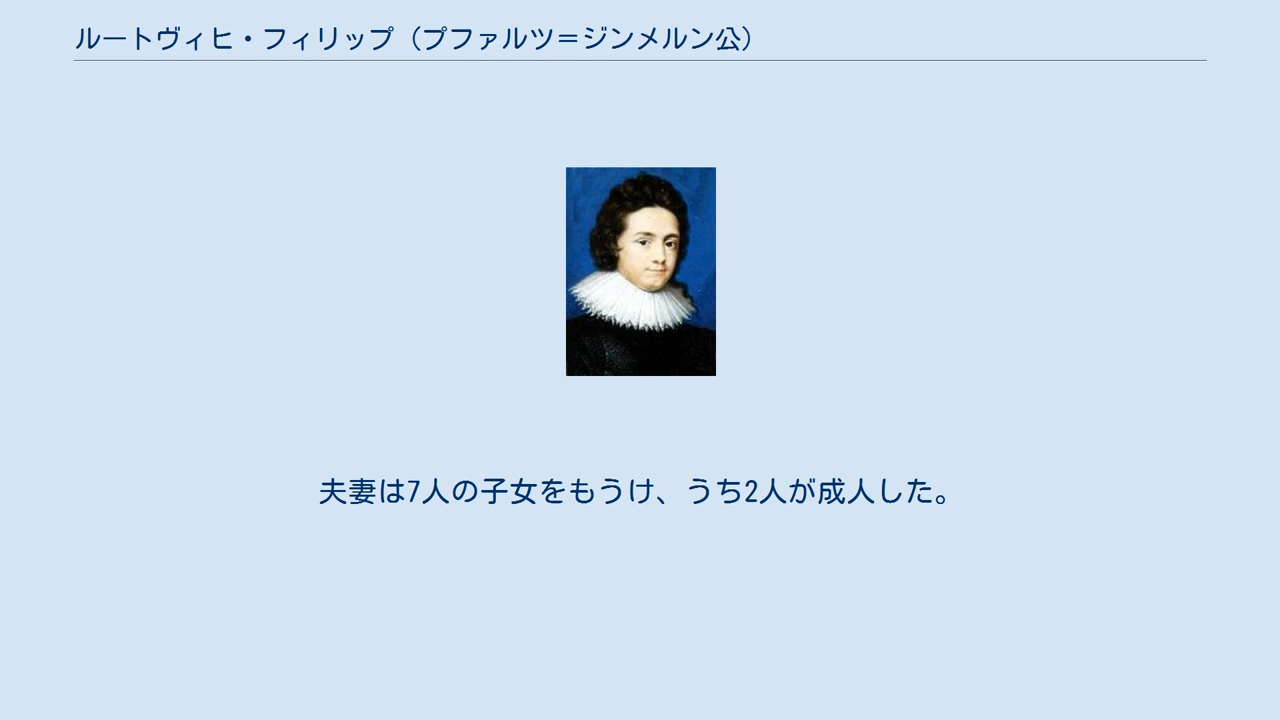 ルートヴィヒ・フィリップ（プファルツ＝ジンメルン公）
夫妻は7人の子女をもうけ、うち2人が成人した。